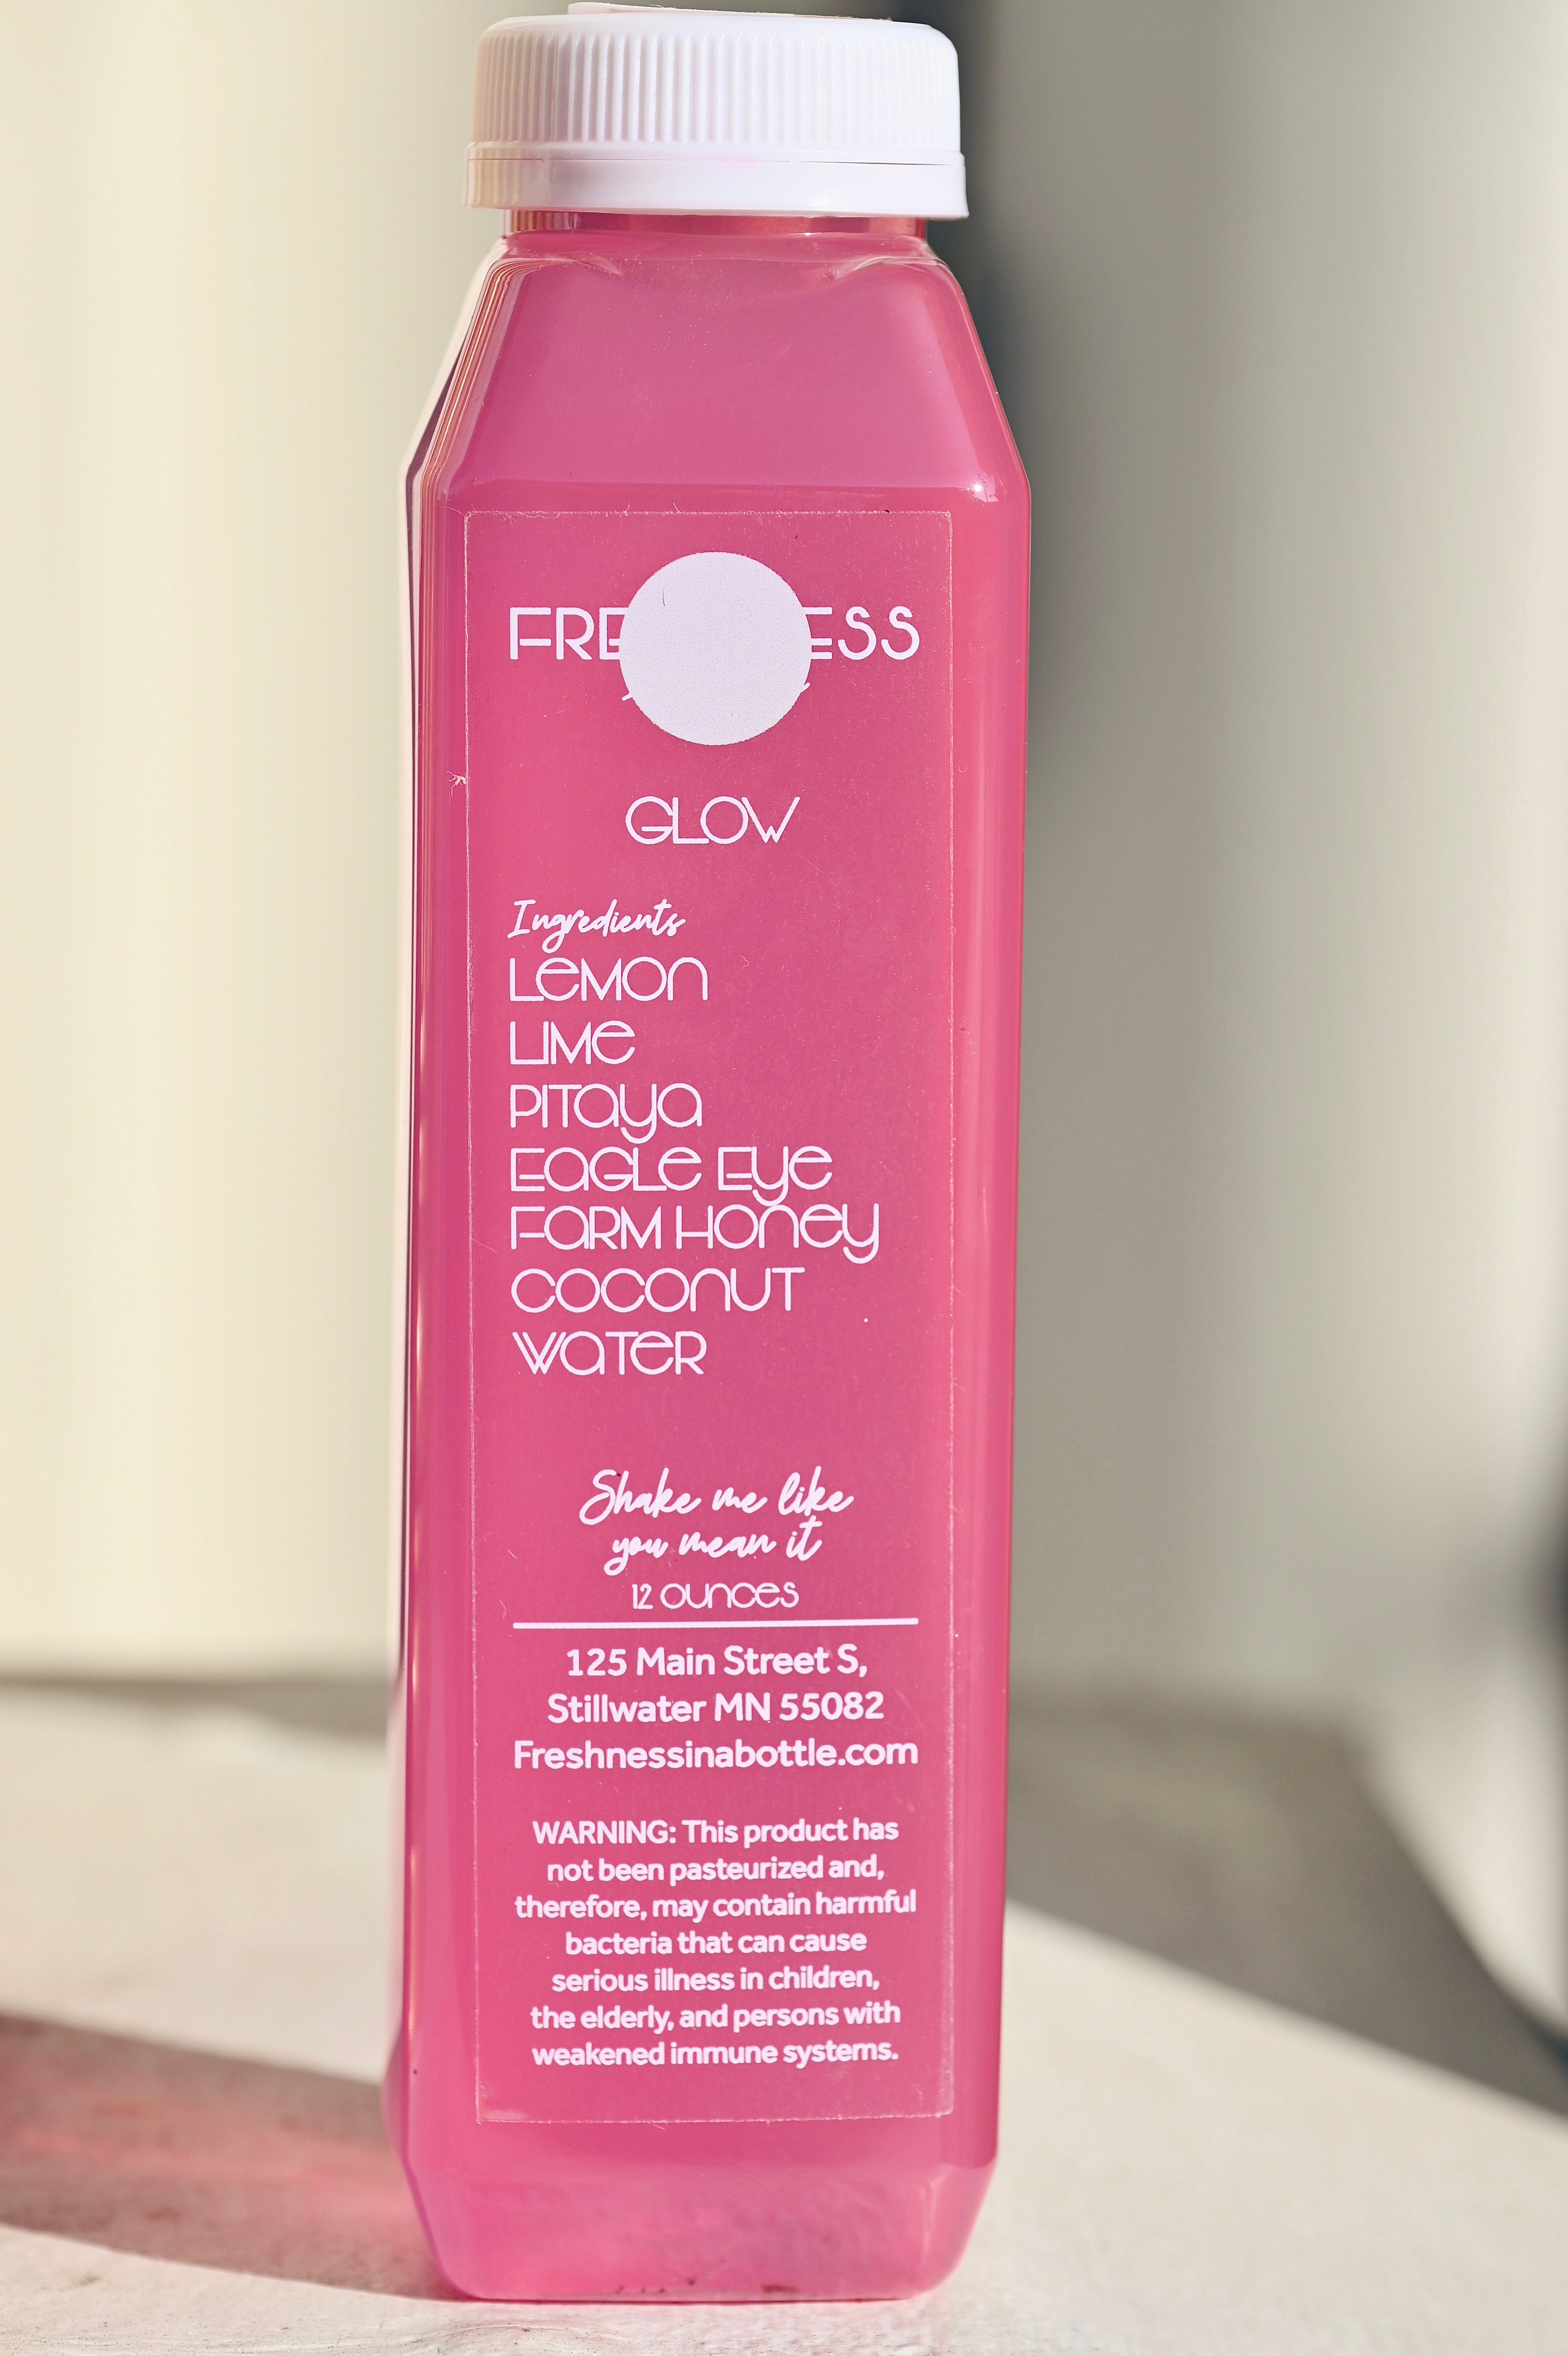 GLOW
Ingredients
LEMON
LIME
PITAYA
EAGLE EYE
FARM HONEY
COCONUT
WATER
Shake me like
you mean it
12 OUNCES
125 Main Street S,
Stillwater MN 55082
Freshnessinabottle.com
WARNING: This product has
not been pasteurized and,
therefore, may contain harmful
bacteria that can cause
serious illness in children,
the elderly, and persons with
weakened immune systems.